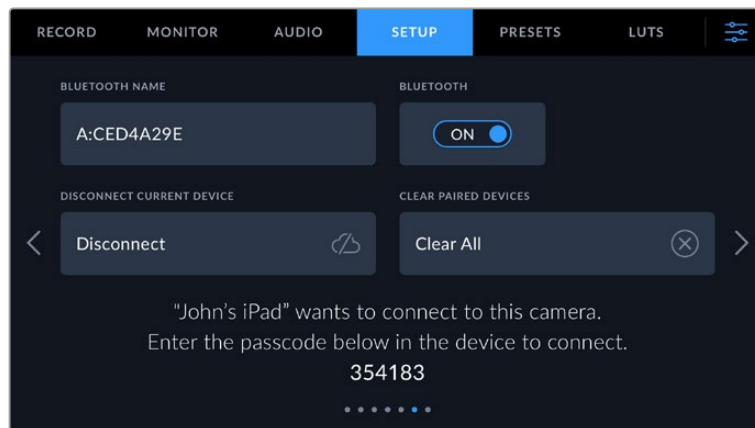 RECORD MONITOR AUDIO SETUP PRESETS LUTS
BLUETOOTH NAME BLUETOOTH
A:CED4A29E ON
DISCONNECT CURRENT DEVICE CLEAR PAIRED DEVICES
Disconnect Clear All
"John’s iPad” wants to connect to this camera.
Enter the passcode below in the device to connect.
354183